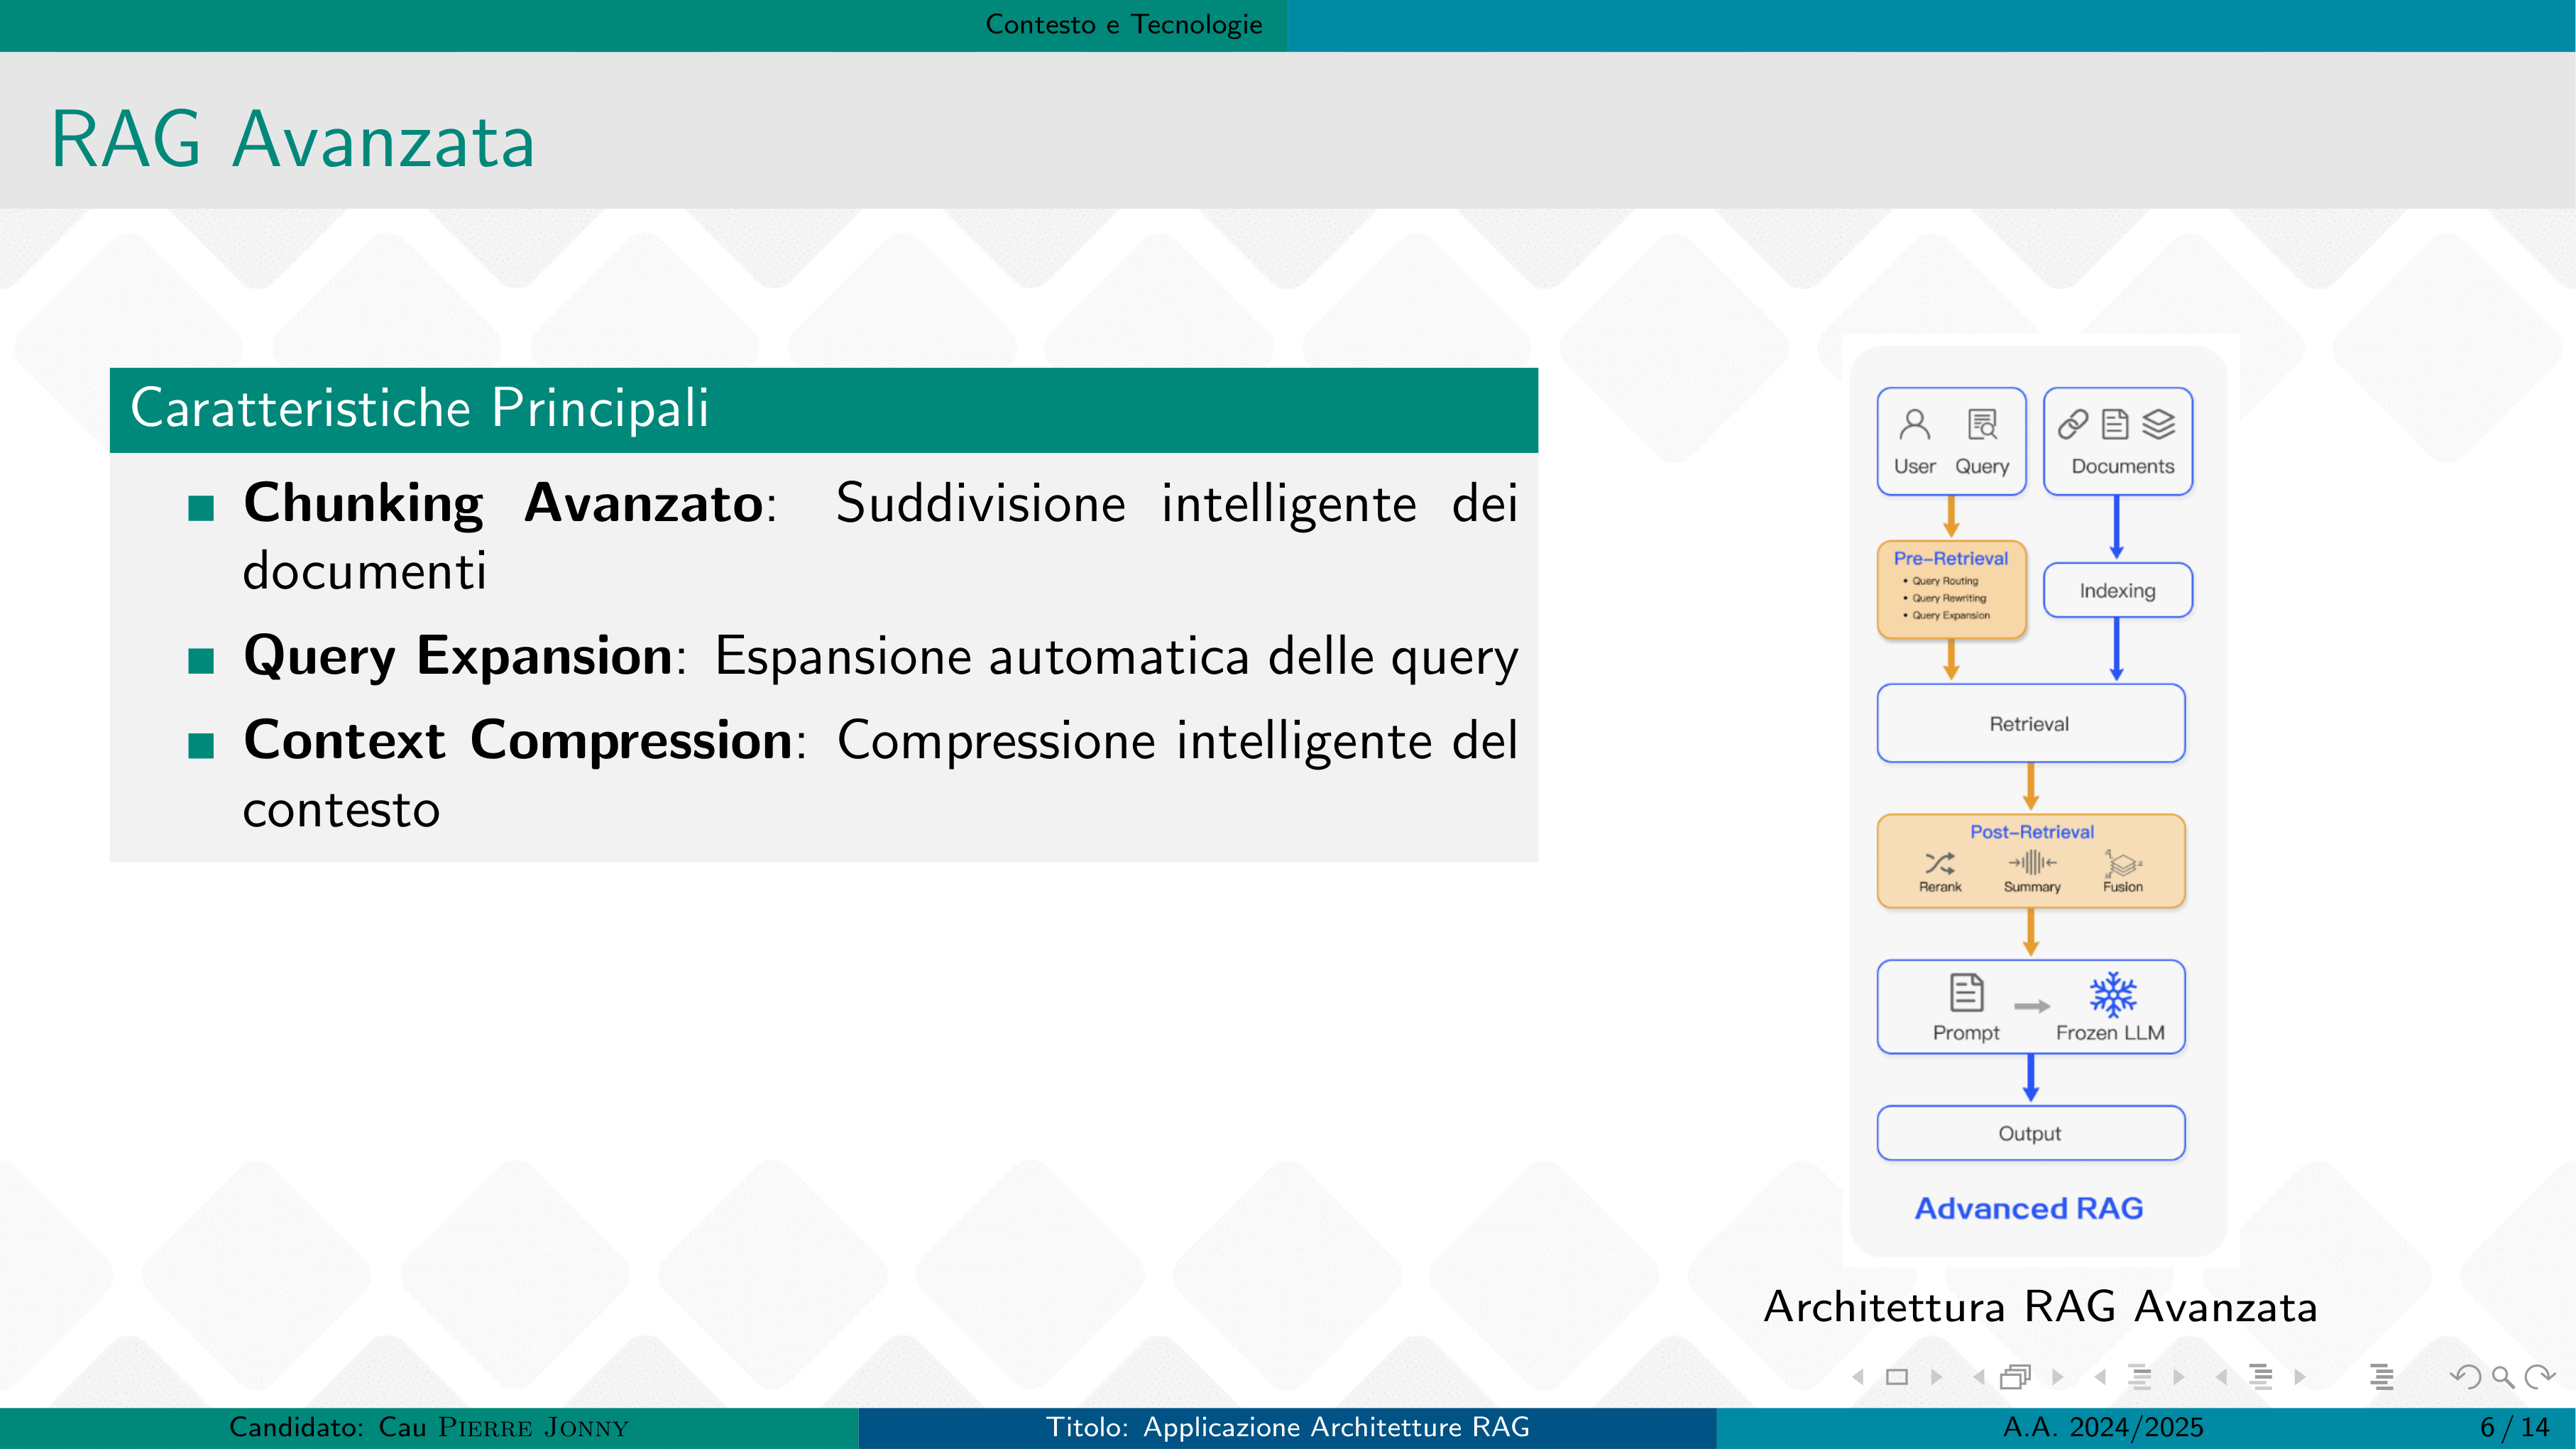 Contesto e Tecnologie
RAG Avanzata
Caratteristiche Principali
Chunking Avanzato: Suddivisione intelligente dei
documenti
Query Expansion: Espansione automatica delle query
Context Compression: Compressione intelligente del
contesto
User Query
Documents
Pre-Retrieval
• Query Routing
• Query Rewriting
• Query Expansion
Indexing
Retrieval
Post-Retrieval
Rerank Summary Fusion
Prompt Frozen LLM
Output
Advanced RAG
Architettura RAG Avanzata
Candidato: Cau PIERRE JONNY
Titolo: Applicazione Architetture RAG
A.A. 2024/2025
6 / 14